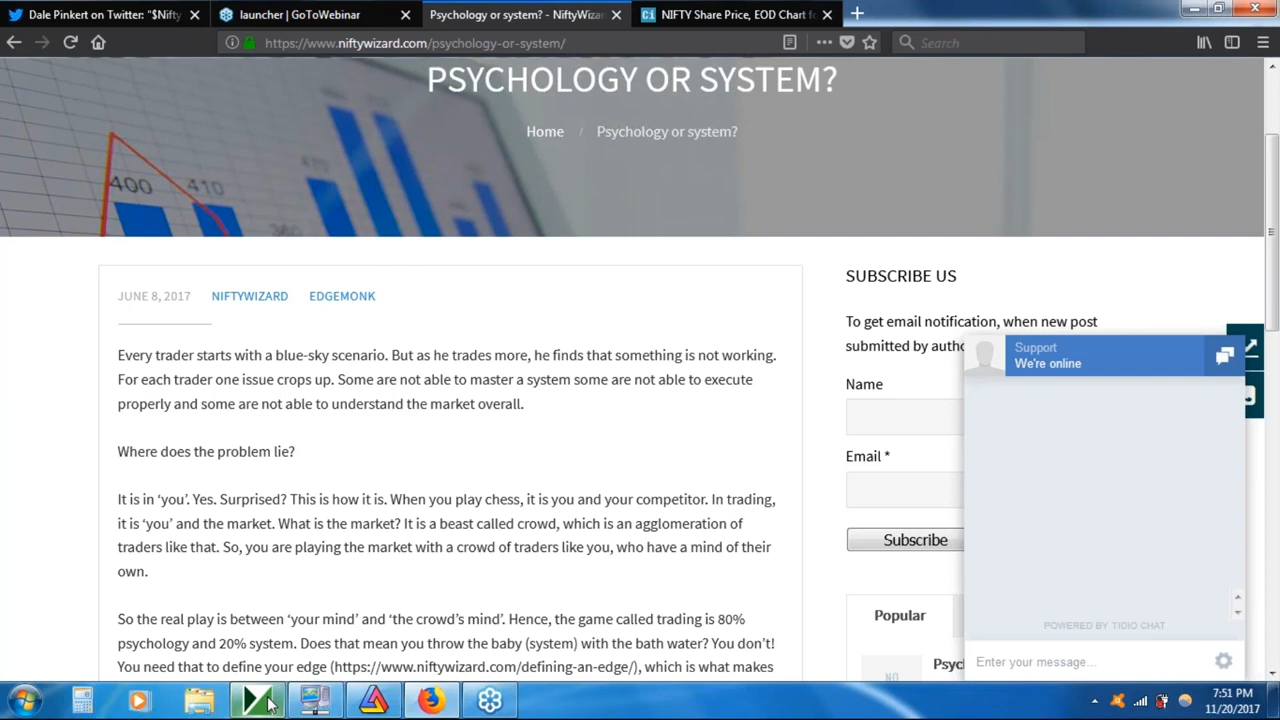 Dale Pinkert on Twitter: "$Nifty
launcher | GoToWebinar
Psychology or system? - NiftyWizar
NIFTY Share Price, EOD Chart for
https://www.niftywizard.com/psychology-or-system/
Search
PSYCHOLOGY OR SYSTEM?
Home / Psychology or system?
400 410
JUNE 8, 2017 NIFTYWIZARD EDGEMONK
Every trader starts with a blue-sky scenario. But as he trades more, he finds that something is not working.
For each trader one issue crops up. Some are not able to master a system some are not able to execute
properly and some are not able to understand the market overall.
Where does the problem lie?
It is in ‘you’. Yes. Surprised? This is how it is. When you play chess, it is you and your competitor. In trading,
it is ‘you’ and the market. What is the market? It is a beast called crowd, which is an agglomeration of
traders like that. So, you are playing the market with a crowd of traders like you, who have a mind of their
own.
So the real play is between ‘your mind’ and ‘the crowd’s mind’. Hence, the game called trading is 80%
psychology and 20% system. Does that mean you throw the baby (system) with the bath water? You don’t!
You need that to define your edge (https://www.niftywizard.com/defining-an-edge/), which is what makes
SUBSCRIBE US
To get email notification, when new post
submitted by autho
Name
Email *
Subscribe
Popular
Psyc
NO
Support
We're online
POWERED BY TIDIO CHAT
Enter your message...
7:51 PM
11/20/2017